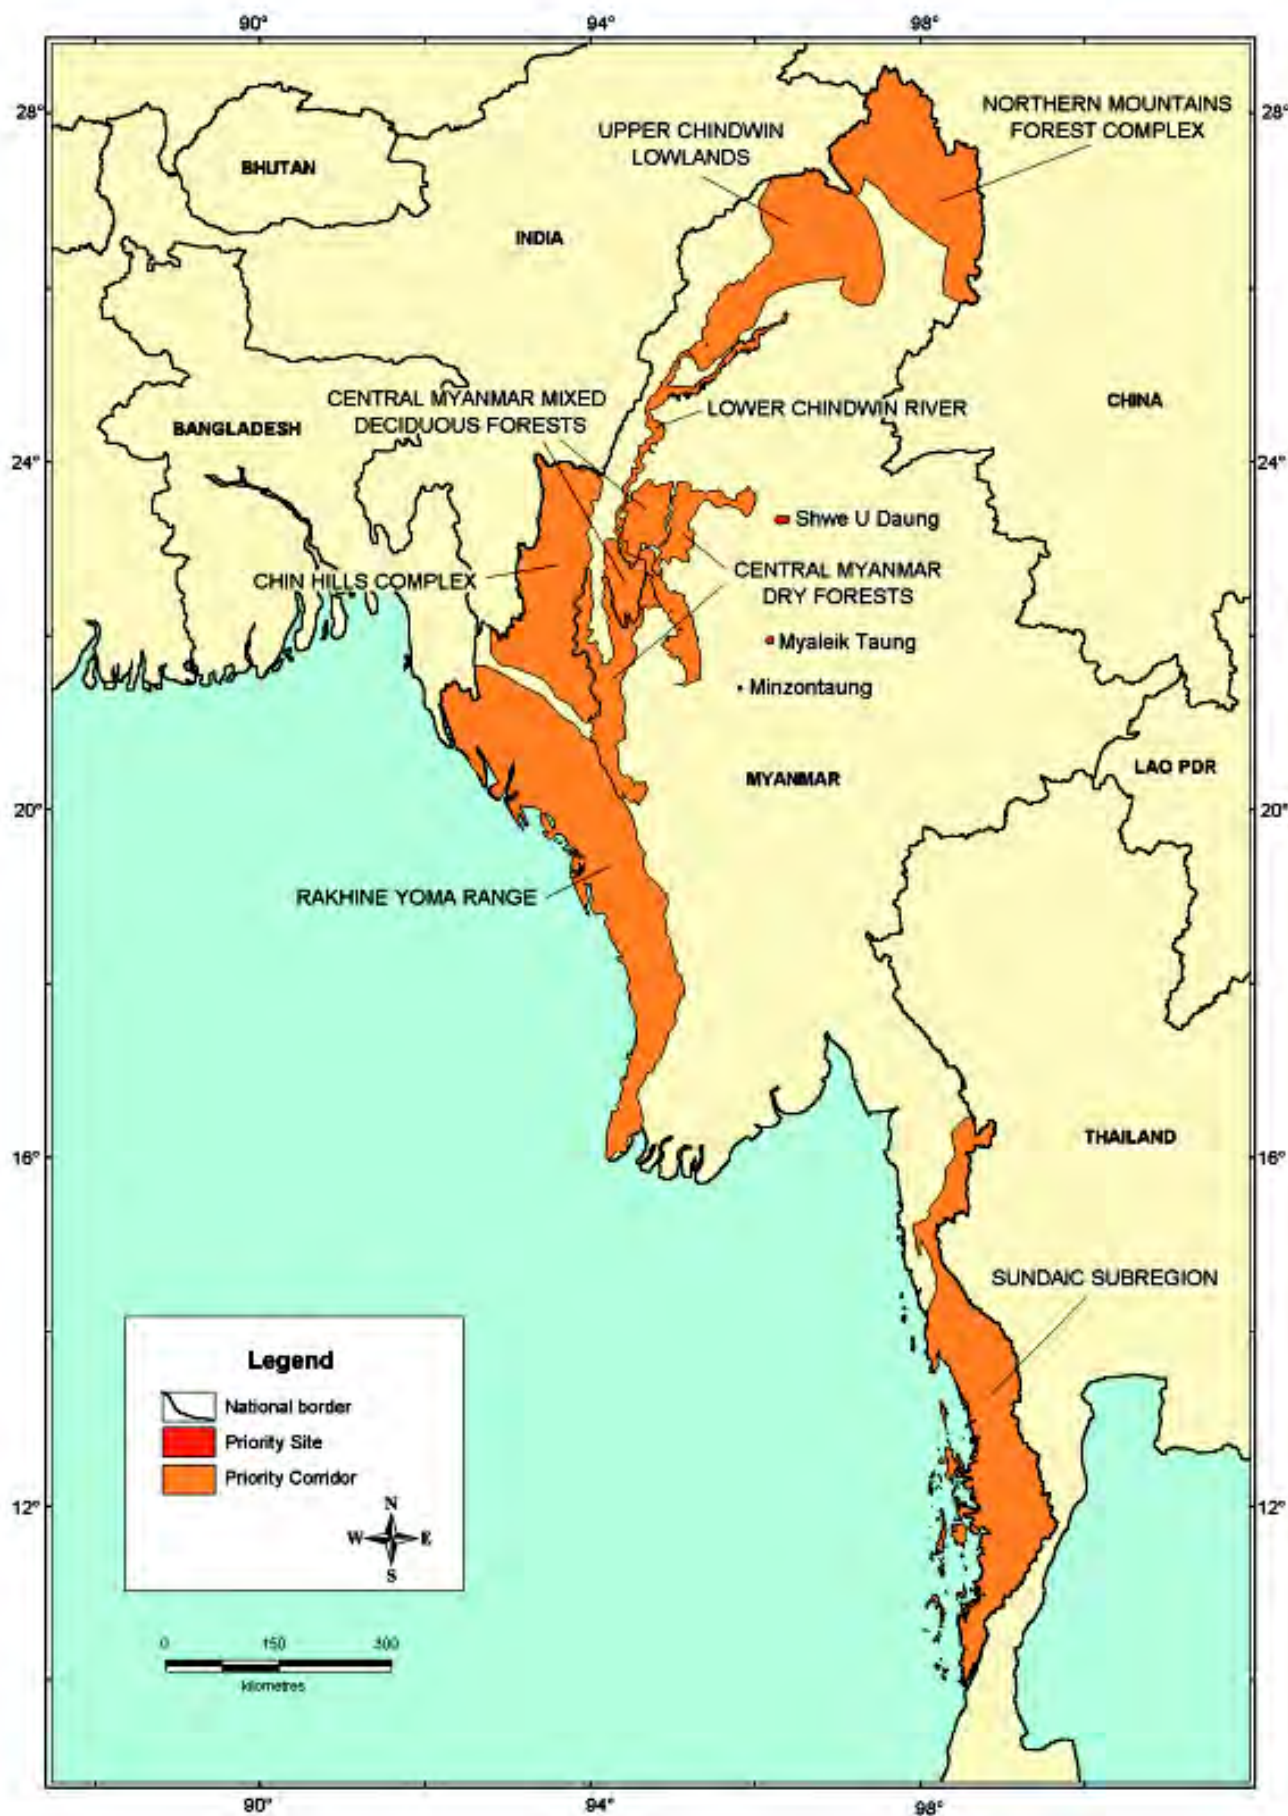 90°
94°
98°
28°
28°
NORTHERN MOUNTAINS
FOREST COMPLEX
UPPER CHINDWIN
LOWLANDS
BHUTAN
INDIA
CENTRAL MYANMAR MIXED
DECIDUOUS FORESTS
LOWER CHINDWIN RIVER
CHINA
BANGLADESH
24°
24°
Shwe U Daung
CHIN HILLS COMPLEX
CENTRAL MYANMAR
DRY FORESTS
Myaleik Taung
Minzontaung
MYANMAR
LAO PDR
20°
20°
RAKHINE YOMA RANGE
16°
THAILAND
16°
SUNDAIC SUBREGION
Legend
National border
Priority Site
Priority Corridor
N
W
E
S
12°
12°
0
150
300
kilometres
90°
94°
98°